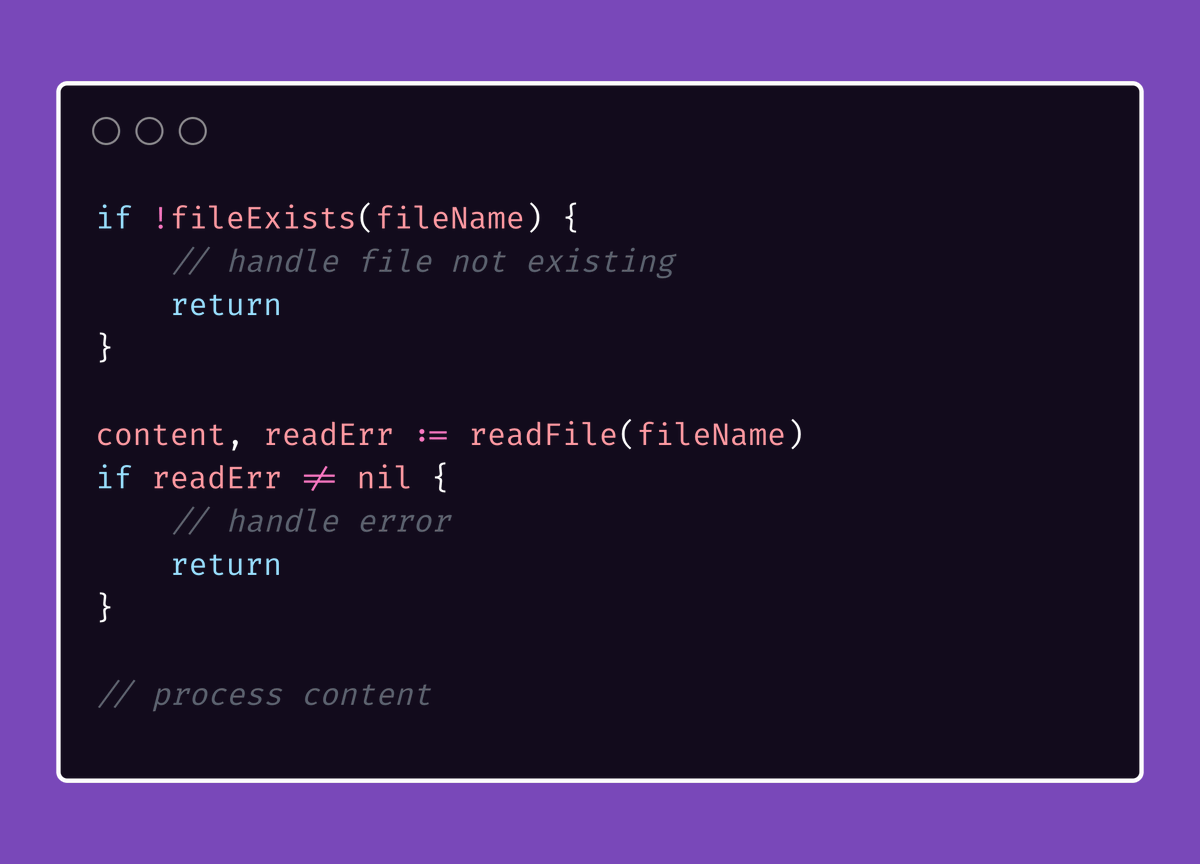 if !fileExists(fileName) {
    // handle file not existing
    return
}

content, readErr := readFile(fileName)
if readErr != nil {
    // handle error
    return
}

// process content